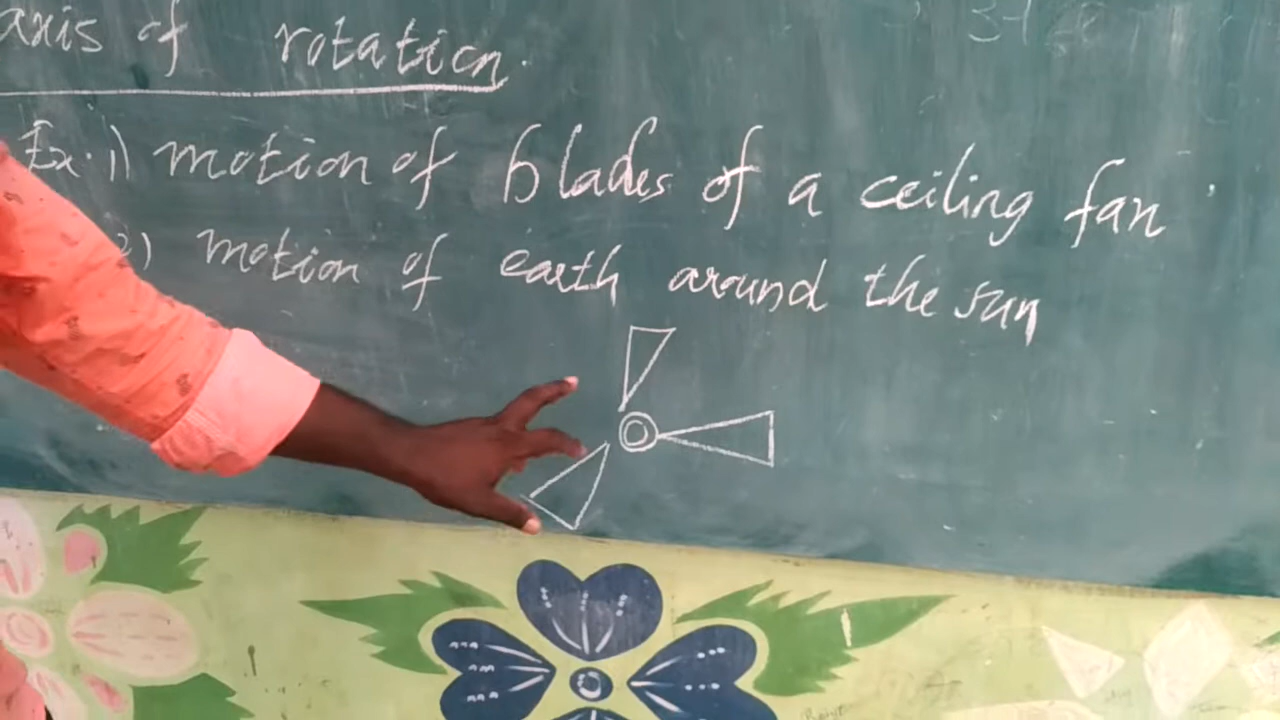 axis of rotation.
Ex. 1) motion of blades of a ceiling fan
2) motion of earth around the sun